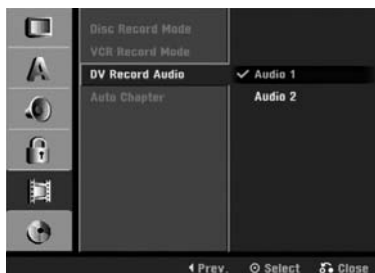 Disc Record Mode
VCR Record Mode
DV Record Audio
Audio 1
Auto Chapter
Audio 2
Prev. Select Close